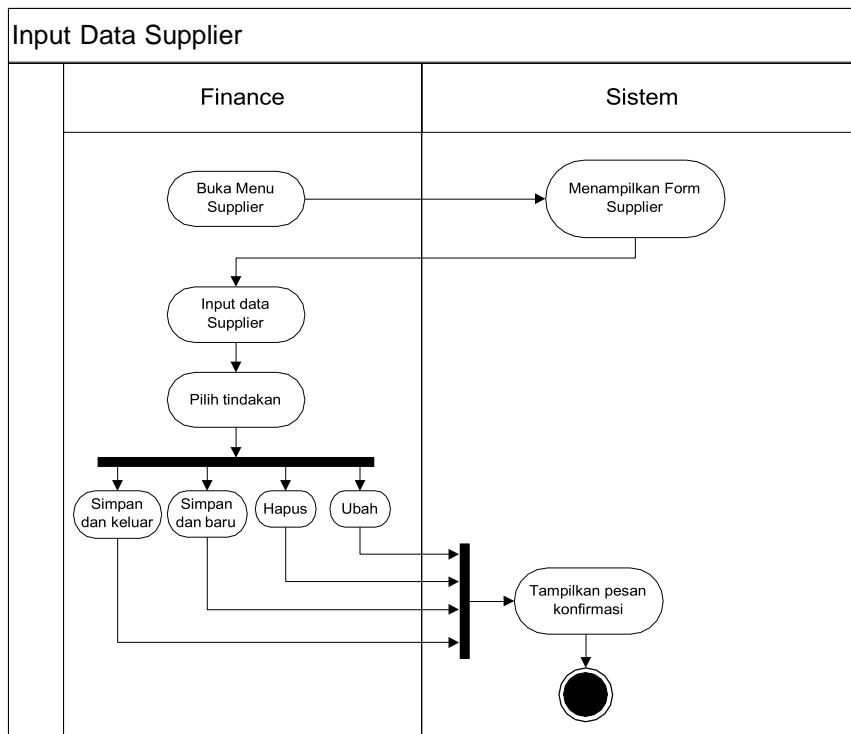 Input Data Supplier
Finance
Sistem
Buka Menu
Supplier
Menampilkan Form
Supplier
Input data
Supplier
Pilih tindakan
Simpan
dan keluar
Simpan
dan baru
Hapus
Ubah
Tampilkan pesan
konfirmasi